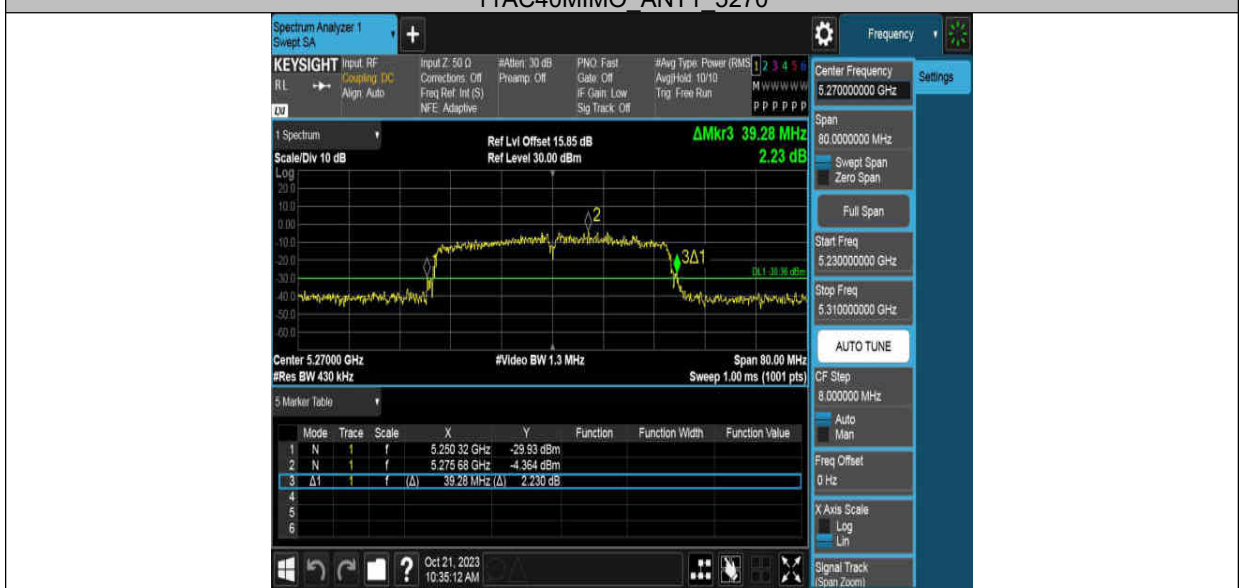 11AC40MIMO_ANT1_5270
Spectrum Analyzer 1
Swept SA
+
Frequency
KEYSIGHT
RL
LXI
Input: RF
Coupling: DC
Align: Auto
Input Z: 50 Ω
Corrections: Off
Freq Ref: Int (S)
NFE: Adaptive
#Atten: 30 dB
Preamp: Off
PNO: Fast
Gate: Off
IF Gain: Low
Sig Track: Off
#Avg Type: Power (RMS
Avg|Hold: 10/10
Trig: Free Run
1 2 3 4 5 6
M W W W W W
P P P P P P
Center Frequency
5.270000000 GHz
Settings
Span
80.0000000 MHz
Swept Span
Zero Span
Full Span
Start Freq
5.230000000 GHz
Stop Freq
5.310000000 GHz
AUTO TUNE
CF Step
8.000000 MHz
Auto
Man
Freq Offset
0 Hz
X Axis Scale
Log
Lin
Signal Track
(Span Zoom)
1 Spectrum
Scale/Div 10 dB
Ref Lvl Offset 15.85 dB
Ref Level 30.00 dBm
ΔMkr3 39.28 MHz
2.23 dB
Log
20.0
10.0
0.00
-10.0
-20.0
-30.0
-40.0
-50.0
-60.0
2
3Δ1
DL1 -30.36 dBm
Center 5.27000 GHz
#Video BW 1.3 MHz
Span 80.00 MHz
#Res BW 430 kHz
Sweep 1.00 ms (1001 pts)
5 Marker Table
Mode Trace Scale X Y Function Function Width Function Value
1 N 1 f 5.250 32 GHz -29.93 dBm
2 N 1 f 5.275 68 GHz -4.364 dBm
3 Δ1 1 f (Δ) 39.28 MHz (Δ) 2.230 dB
4
5
6
?
Oct 21, 2023
10:35:12 AM